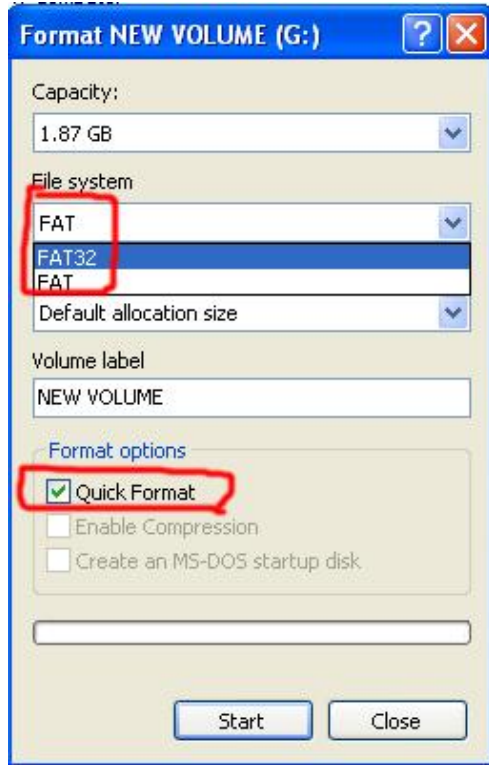 Format NEW VOLUME (G:)
Capacity:
1.87 GB
File system
FAT
FAT32
FAT
Default allocation size
Volume label
NEW VOLUME
Format options
Quick Format
Enable Compression
Create an MS-DOS startup disk
Start Close